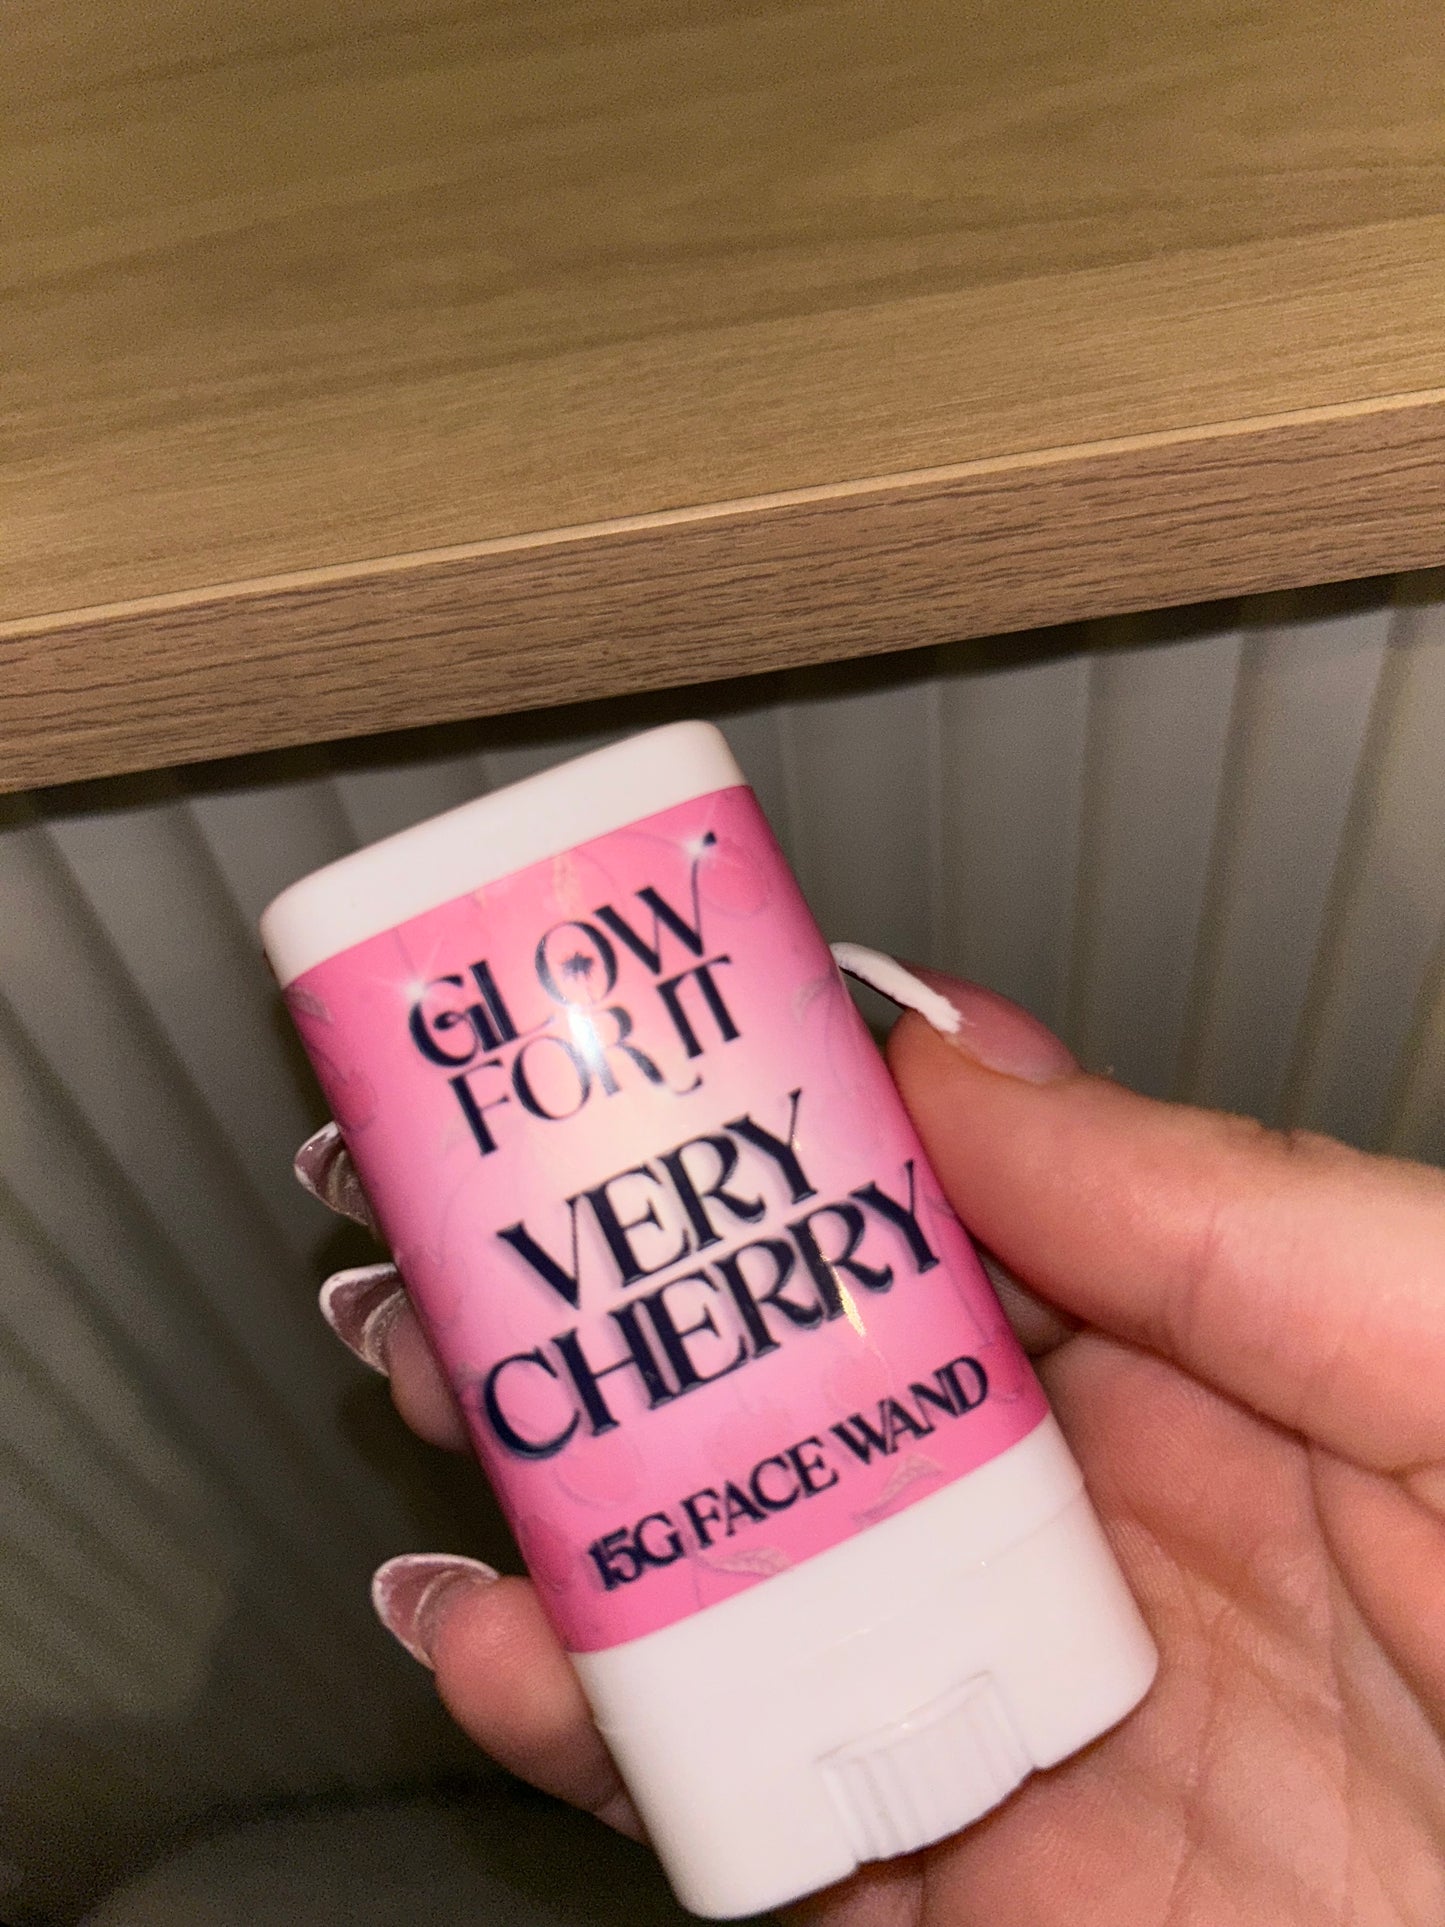 GLOW
FOR IT
VERY
CHERRY
15G FACE WAND